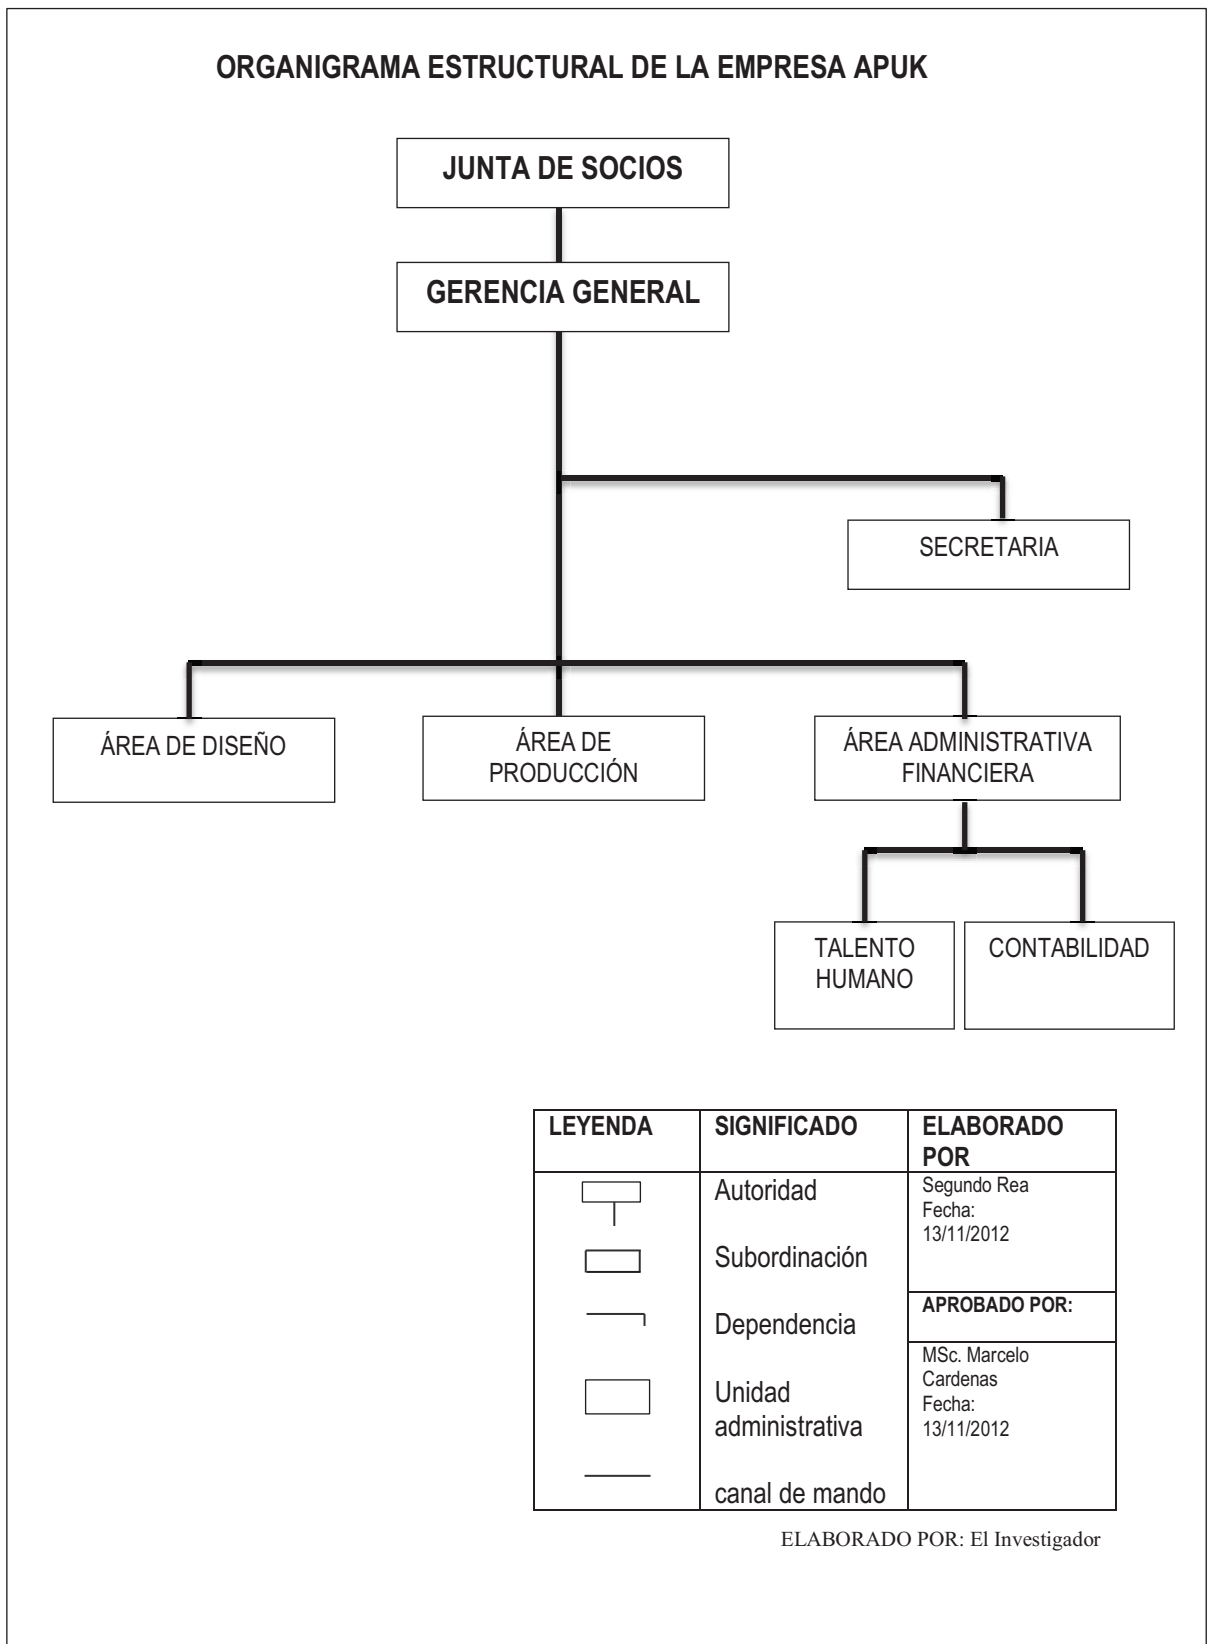 ORGANIGRAMA ESTRUCTURAL DE LA EMPRESA APUK
JUNTA DE SOCIOS
GERENCIA GENERAL
SECRETARIA
ÁREA DE DISEÑO
ÁREA DE
PRODUCCIÓN
ÁREA ADMINISTRATIVA
FINANCIERA
TALENTO
HUMANO
CONTABILIDAD
LEYENDA
SIGNIFICADO
ELABORADO
POR
Autoridad
Subordinación
Dependencia
Unidad
administrativa
canal de mando
Segundo Rea
Fecha:
13/11/2012
APROBADO POR:
MSc. Marcelo
Cardenas
Fecha:
13/11/2012
ELABORADO POR: El Investigador